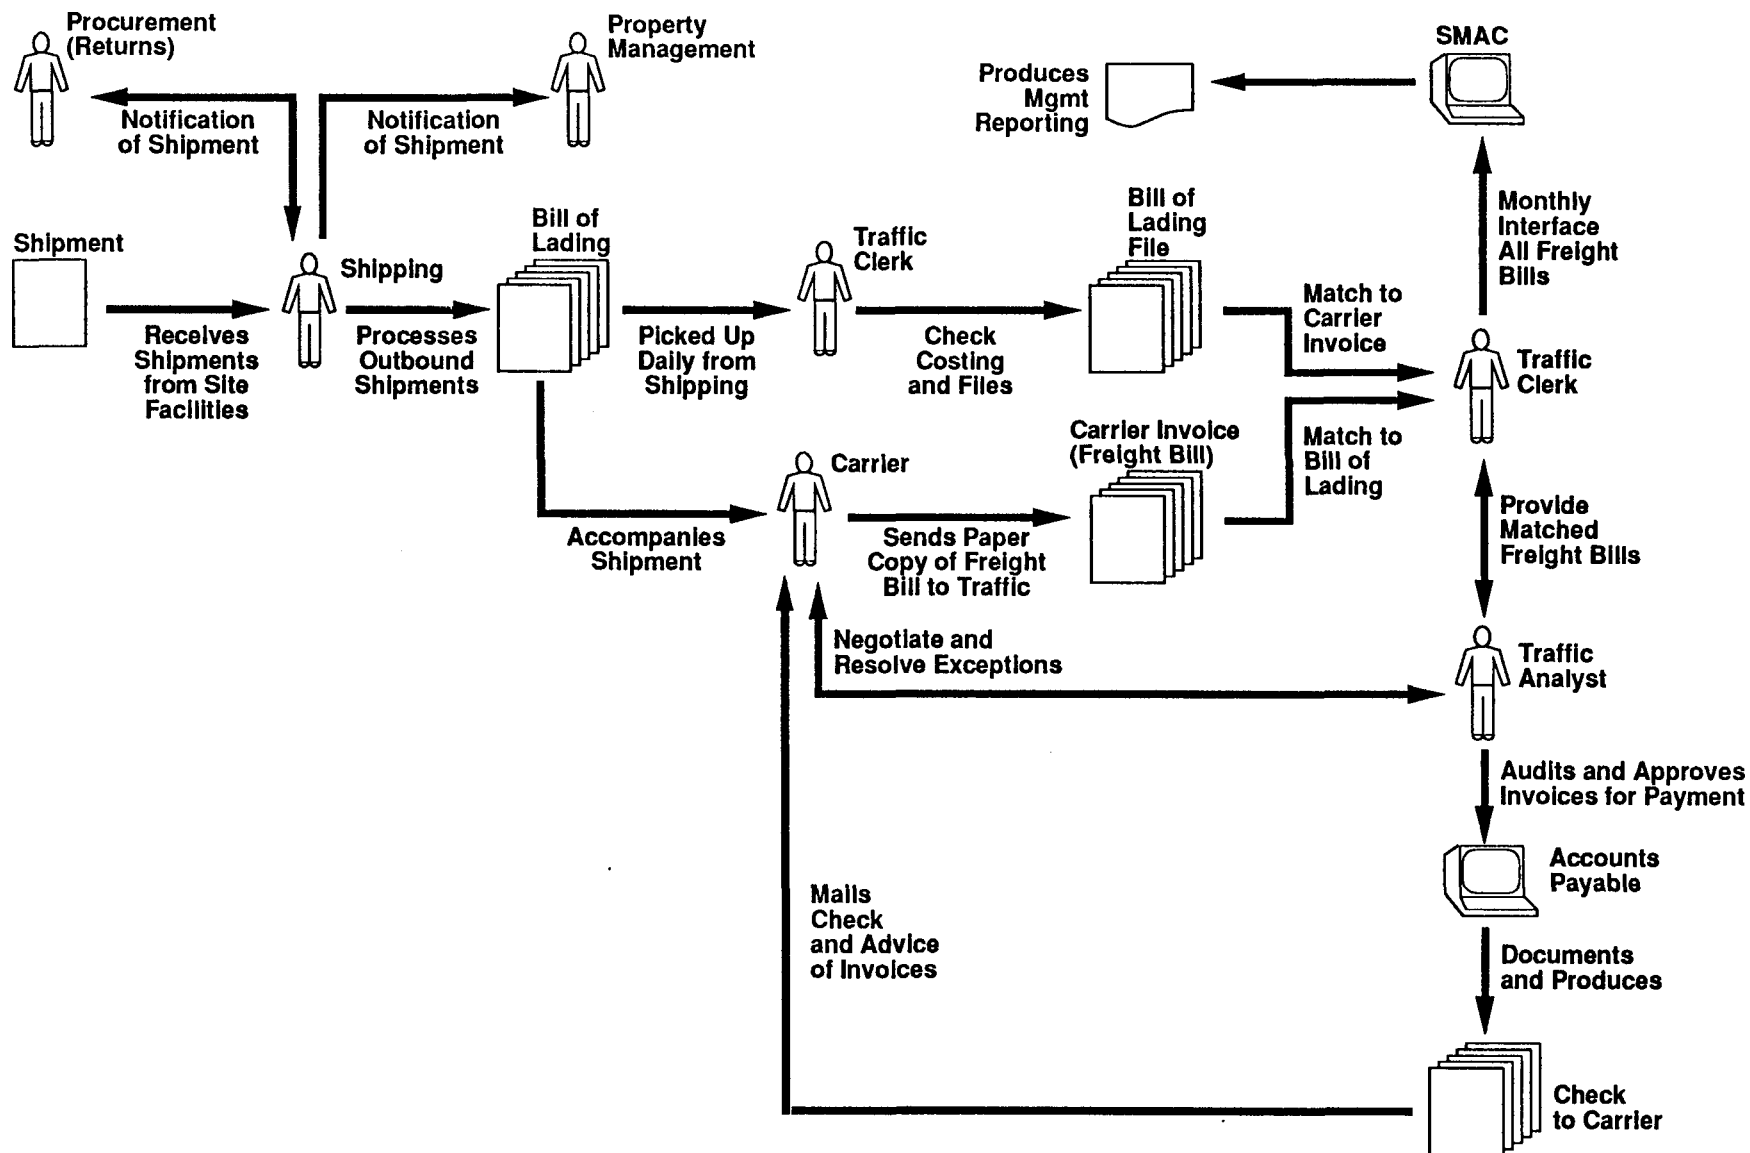 Procurement
(Returns)
Property
Management
SMAC
Produces
Mgmt
Reporting
Notification
of Shipment
Notification
of Shipment
Monthly
Interface
All Freight
Bills
Shipment
Shipping
Bill of
Lading
Traffic
Clerk
Bill of
Lading
File
Receives
Shipments
from Site
Facilities
Processes
Outbound
Shipments
Picked Up
Daily from
Shipping
Check
Costing
and Files
Match to
Carrier
Invoice
Traffic
Clerk
Carrier
Carrier Invoice
(Freight Bill)
Match to
Bill of
Lading
Accompanies
Shipment
Sends Paper
Copy of Freight
Bill to Traffic
Provide
Matched
Freight Bills
Negotiate and
Resolve Exceptions
Traffic
Analyst
Audits and Approves
Invoices for Payment
Accounts
Payable
Mails
Check
and Advice
of Invoices
Documents
and Produces
Check
to Carrier